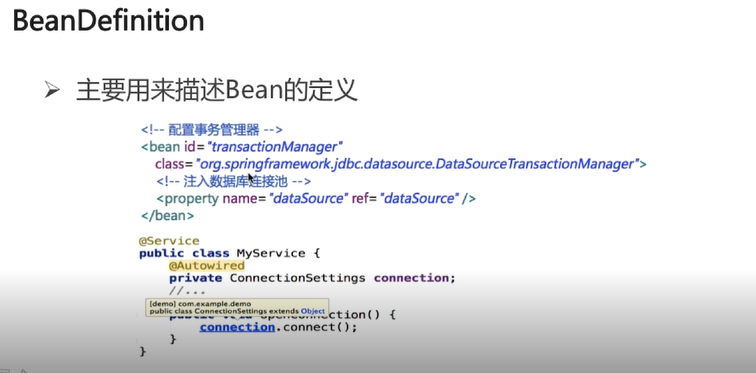 BeanDefinition
➢ 主要用来描述Bean的定义
<!-- 配置事务管理器 -->
<bean id="transactionManager"
class="org.springframework.jdbc.datasource.DataSourceTransactionManager">
<!-- 注入数据库连接池 -->
<property name="dataSource" ref="dataSource" />
</bean>
@Service
public class MyService {
@Autowired
private ConnectionSettings connection;
//...
[demo] com.example.demo
public class ConnectionSettings extends Object
ction() {
connection.connect();
}
}